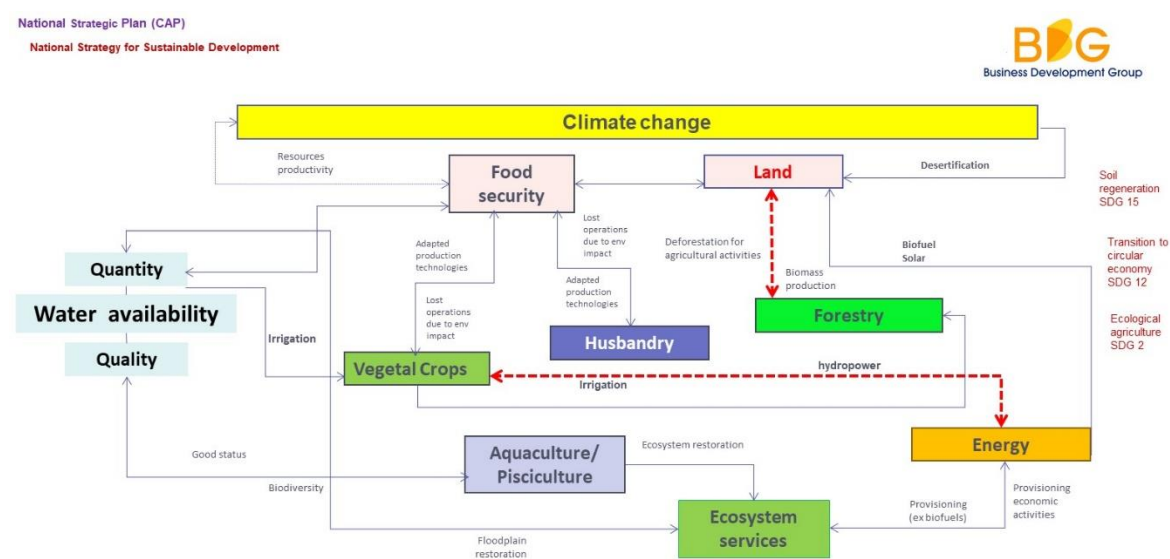 National Strategic Plan (CAP)
National Strategy for Sustainable Development
BDG
Business Development Group
Climate change
Resources
productivity
Food
security
Land
Desertification
Soil
regeneration
SDG 15
Adapted
production
technologies
Lost
operations
due to env
impact
Deforestation for
agricultural activities
Biofuel
Solar
Transition to
circular
economy
SDG 12
Quantity
Water availability
Quality
Irrigation
Lost
operations
due to env
impact
Adapted
production
technologies
Biomass
production
Forestry
Ecological
agriculture
SDG 2
Husbandry
Vegetal Crops
Irrigation
hydropower
Good status
Biodiversity
Aquaculture/
Pisciculture
Ecosystem restoration
Energy
Floodplain
restoration
Ecosystem
services
Provisioning
(ex biofuels)
Provisioning
economic
activities